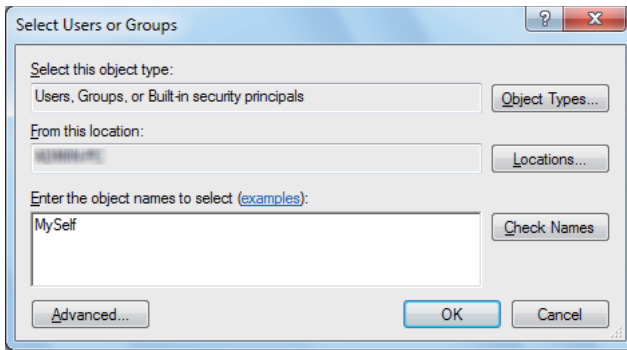 Select Users or Groups
Select this object type:
Users, Groups, or Built-in security principals
Object Types...
From this location:
Locations...
Enter the object names to select (examples):
MySelf
Check Names
Advanced...
OK
Cancel